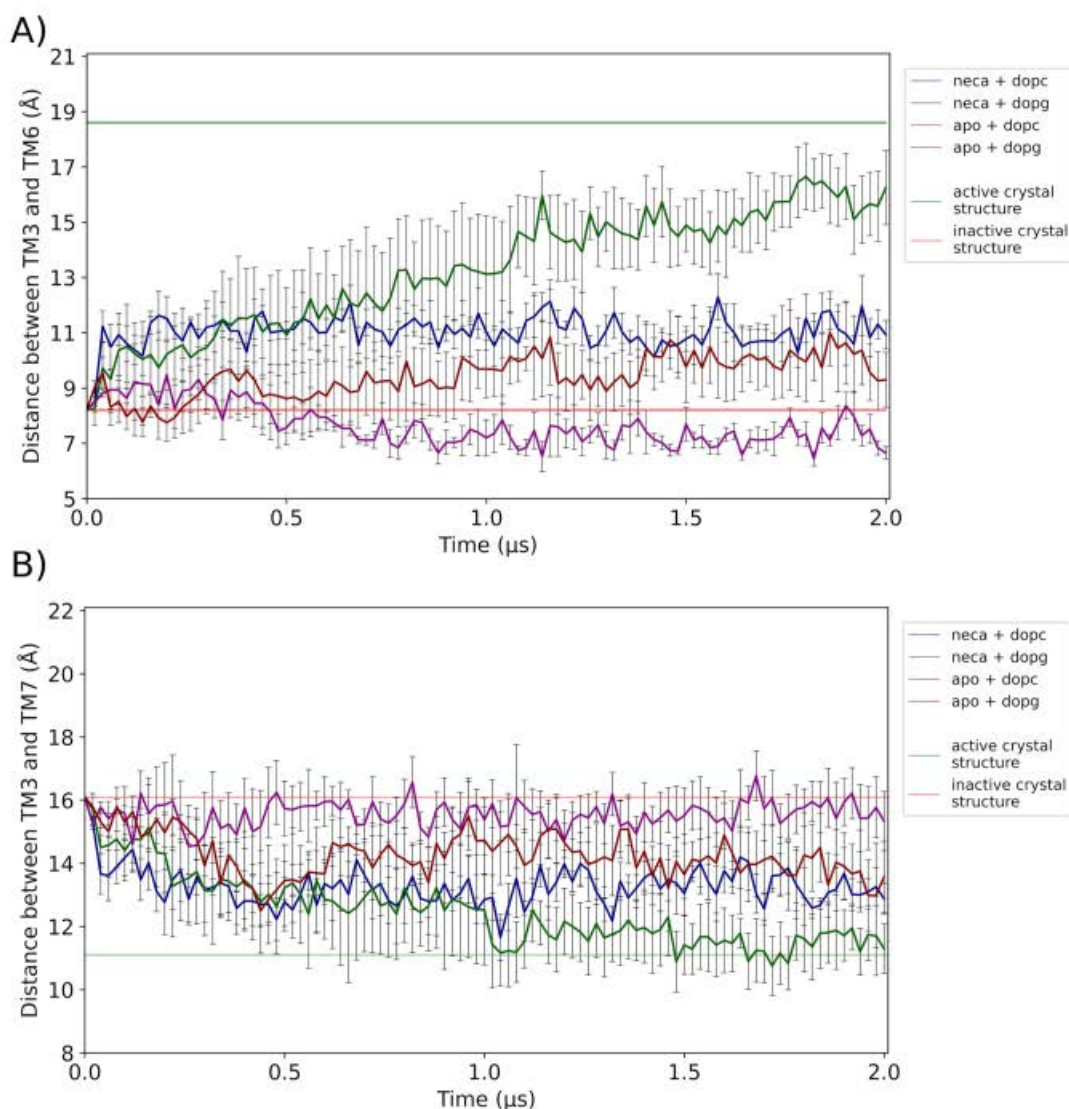 A)
21
19
17
15
13
11
9
7
5
Distance between TM3 and TM6 (Å)
0.0
0.5
1.0
1.5
2.0
Time (μs)
neca + dopc
neca + dopg
apo + dopc
apo + dopg
active crystal
structure
inactive crystal
structure
B)
22
20
18
16
14
12
10
8
Distance between TM3 and TM7 (Å)
0.0
0.5
1.0
1.5
2.0
Time (μs)
neca + dopc
neca + dopg
apo + dopc
apo + dopg
active crystal
structure
inactive crystal
structure